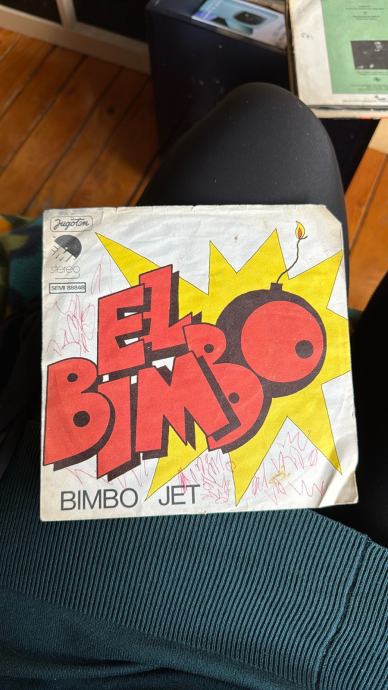 Jugoton
stereo
SEMI 88848
EL
BIMBO
BIMBO JET